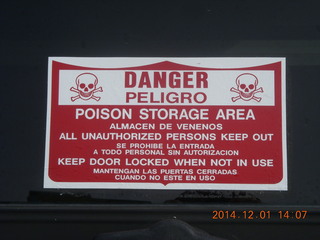 DANGER
PELIGRO
POISON STORAGE AREA
ALMACEN DE VENENOS
ALL UNAUTHORIZED PERSONS KEEP OUT
SE PROHIBE LA ENTRADA
A TODO PERSONAL SIN AUTORIZACION
KEEP DOOR LOCKED WHEN NOT IN USE
MANTENGAN LAS PUERTAS CERRADAS
CUANDO NO ESTE EN USO
2014.12.01 14:07